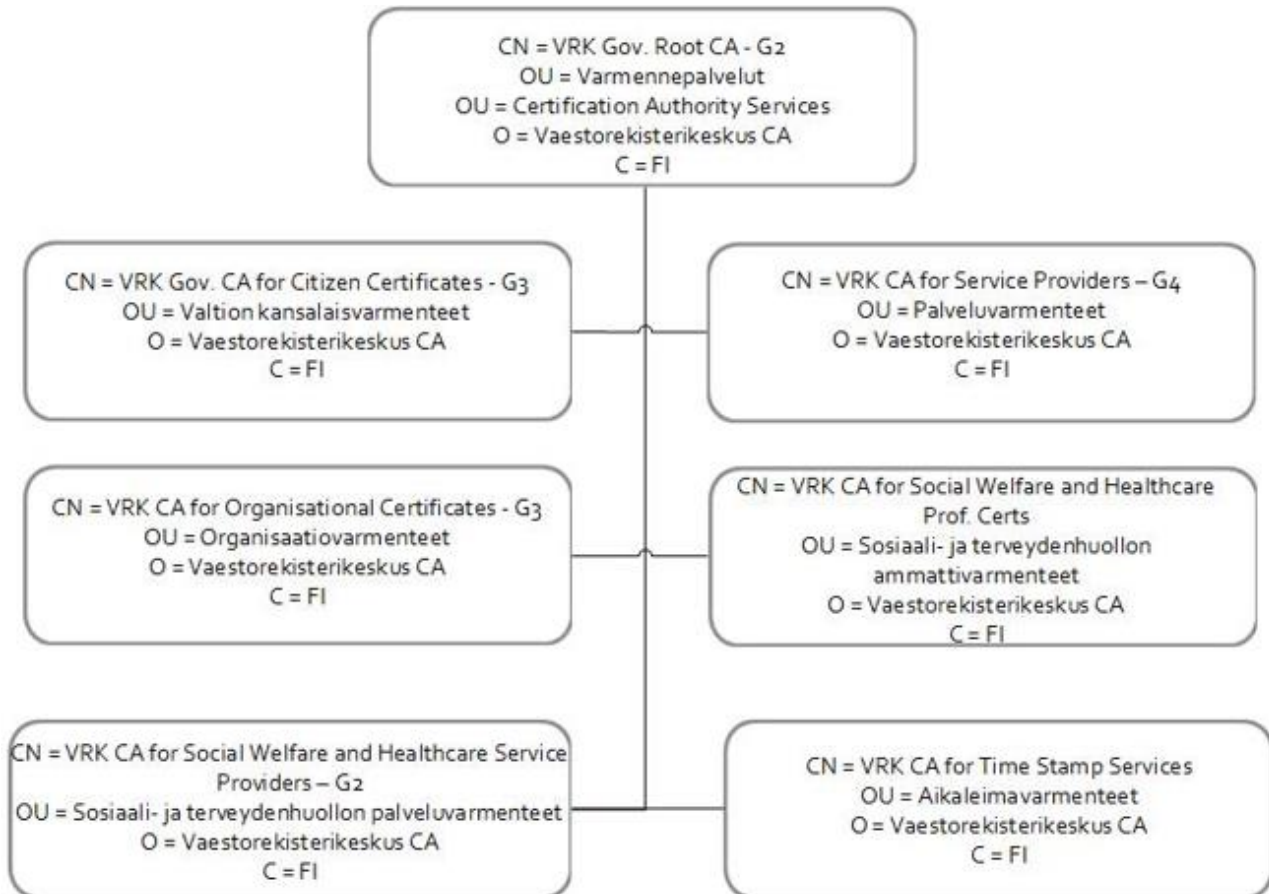 CN = VRK Gov. Root CA - G2
OU = Varmennepalvelut
OU = Certification Authority Services
O = Vaestorekisterikeskus CA
C = FI
CN = VRK Gov. CA for Citizen Certificates - G3
OU = Valtion kansalaisvarmenteet
O = Vaestorekisterikeskus CA
C = FI
CN = VRK CA for Service Providers – G4
OU = Palveluvarmenteet
O = Vaestorekisterikeskus CA
C = FI
CN = VRK CA for Organisational Certificates - G3
OU = Organisaatiovarmenteet
O = Vaestorekisterikeskus CA
C = FI
CN = VRK CA for Social Welfare and Healthcare
Prof. Certs
OU = Sosiaali- ja terveydenhuollon
ammattivarmenteet
O = Vaestorekisterikeskus CA
C = FI
CN = VRK CA for Social Welfare and Healthcare Service
Providers – G2
OU = Sosiaali- ja terveydenhuollon palveluvarmenteet
O = Vaestorekisterikeskus CA
C = FI
CN = VRK CA for Time Stamp Services
OU = Aikaleimavarmenteet
O = Vaestorekisterikeskus CA
C = FI